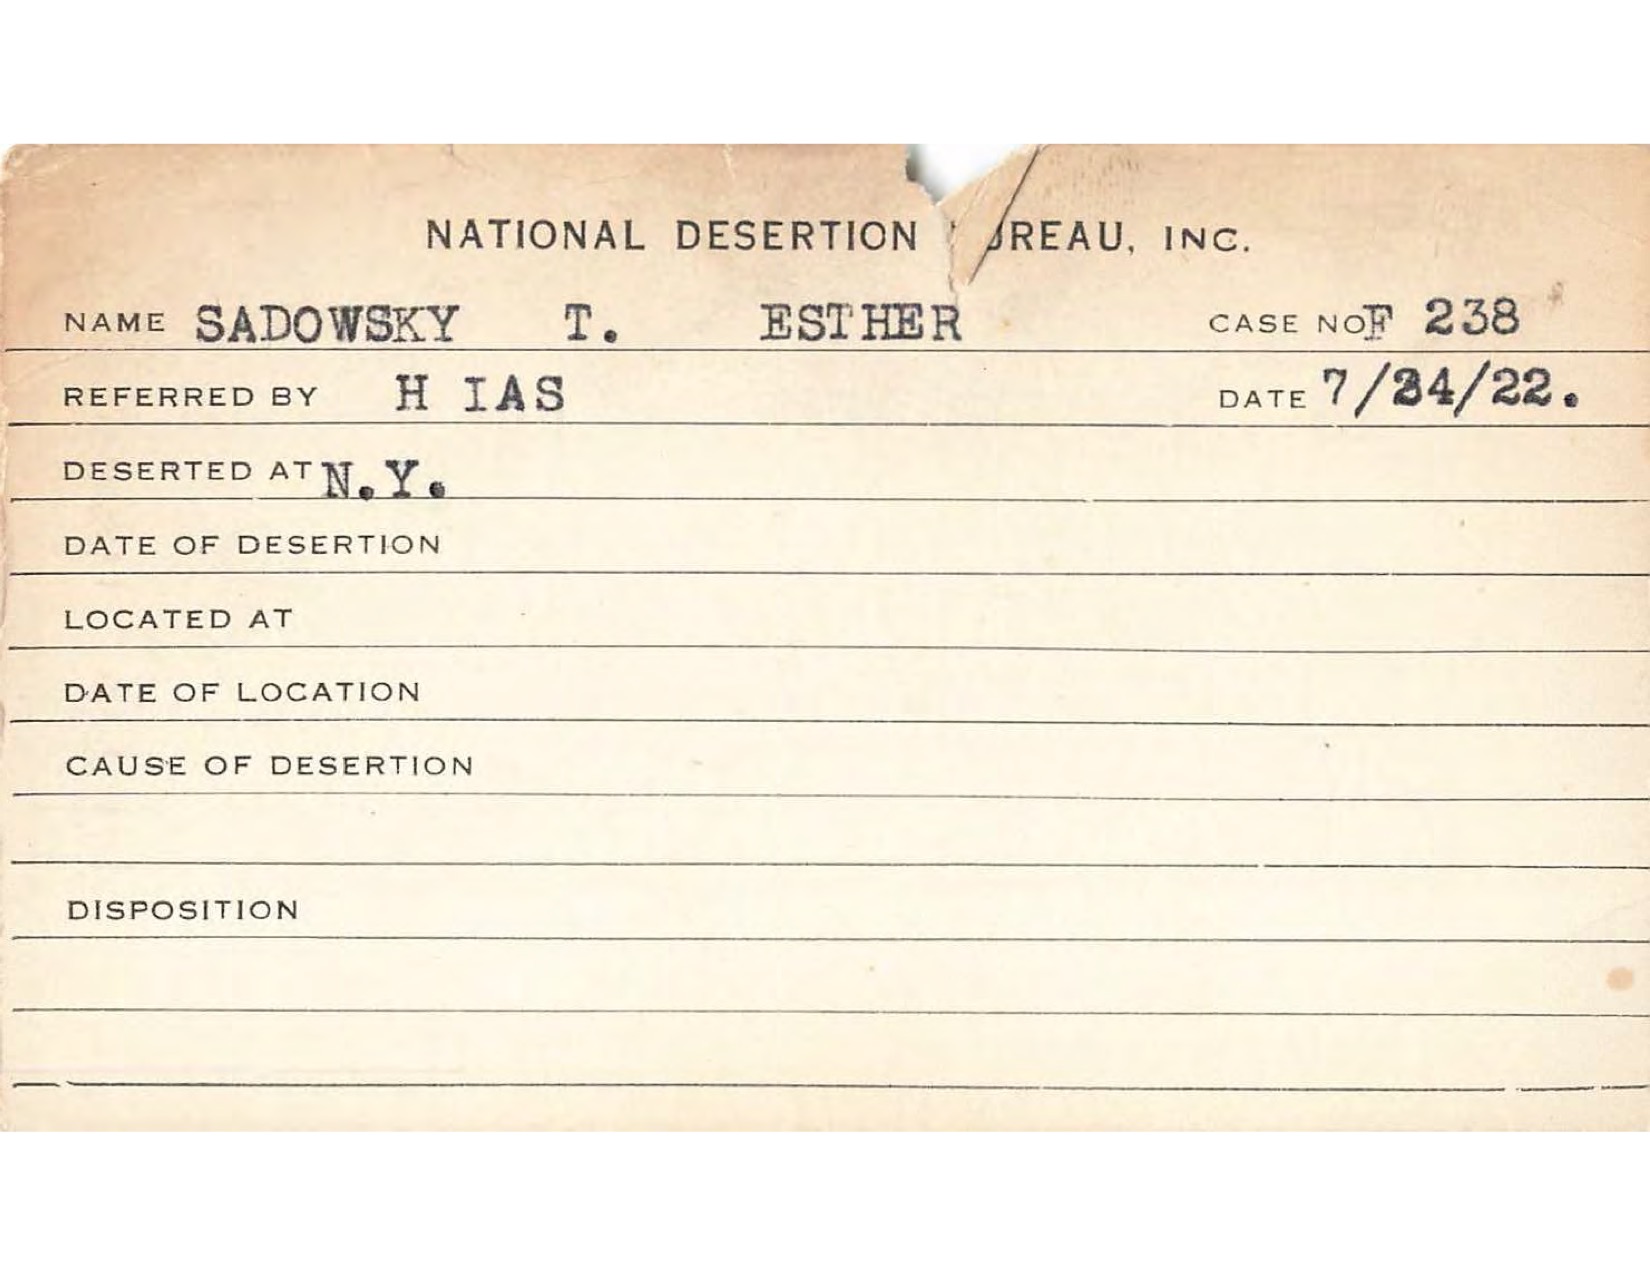 NATIONAL DESERTION UREAU, INC.
NAME SADOWSKY T. ESTHER CASE NO F 238
REFERRED BY H IAS DATE 7/24/22.
DESERTED AT N.Y.
DATE OF DESERTION
LOCATED AT
DATE OF LOCATION
CAUSE OF DESERTION
DISPOSITION